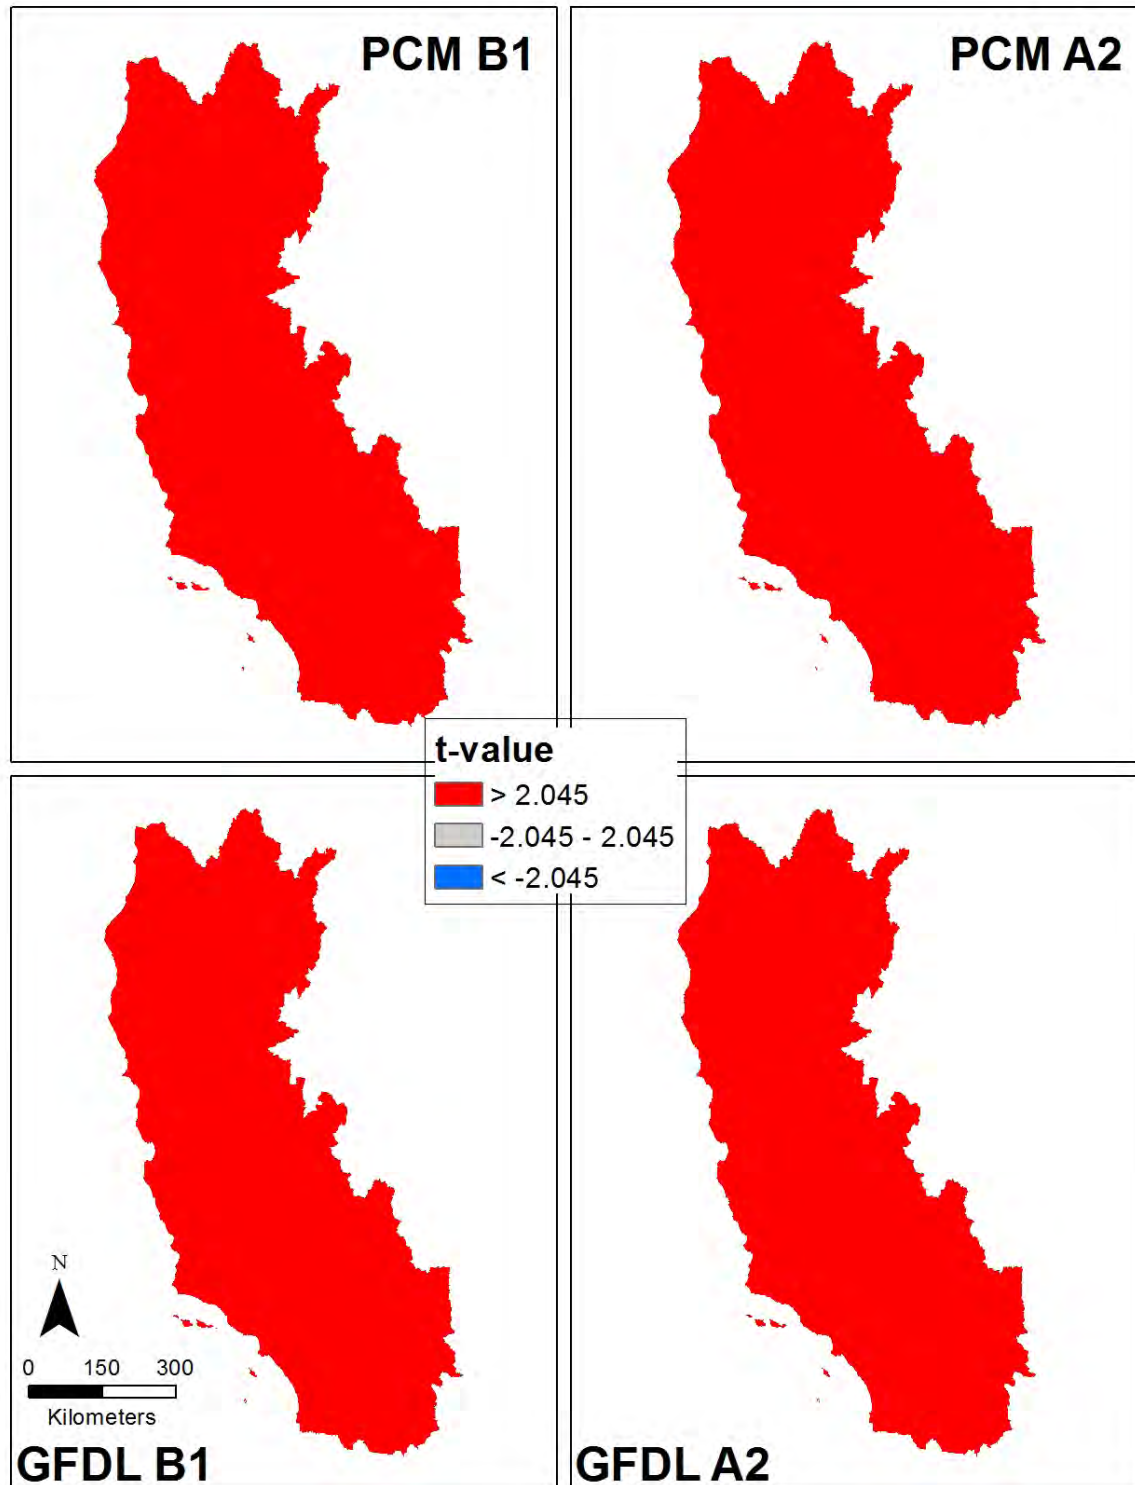 PCM B1
PCM A2
t-value
> 2.045
-2.045 - 2.045
< -2.045
N
0 150 300
Kilometers
GFDL B1
GFDL A2